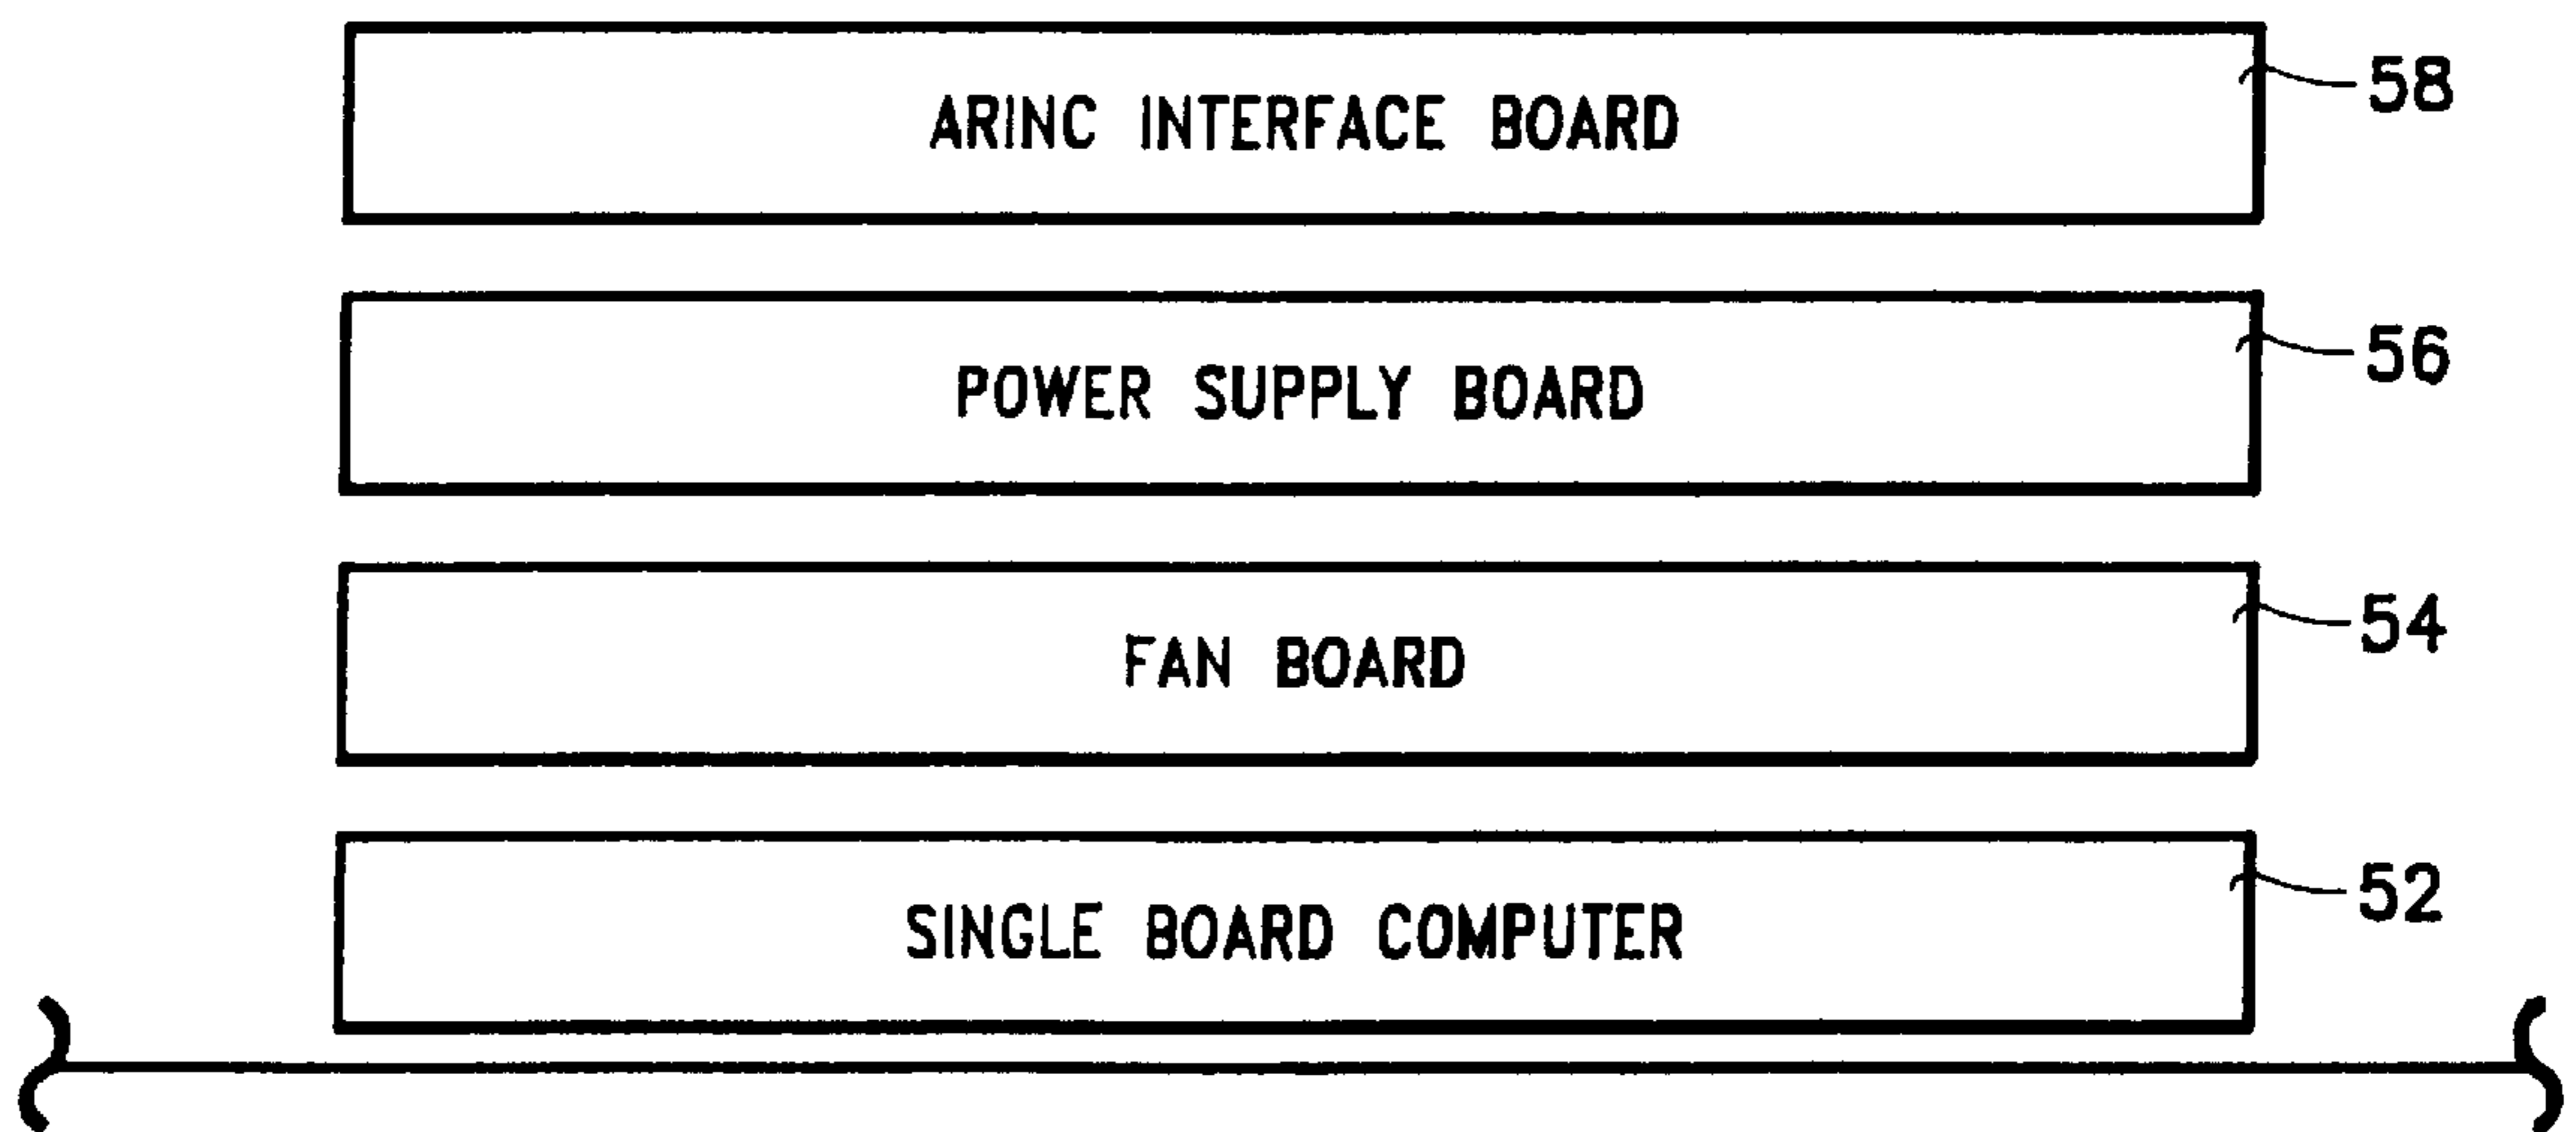 ARINC INTERFACE BOARD 58
POWER SUPPLY BOARD 56
FAN BOARD 54
SINGLE BOARD COMPUTER 52